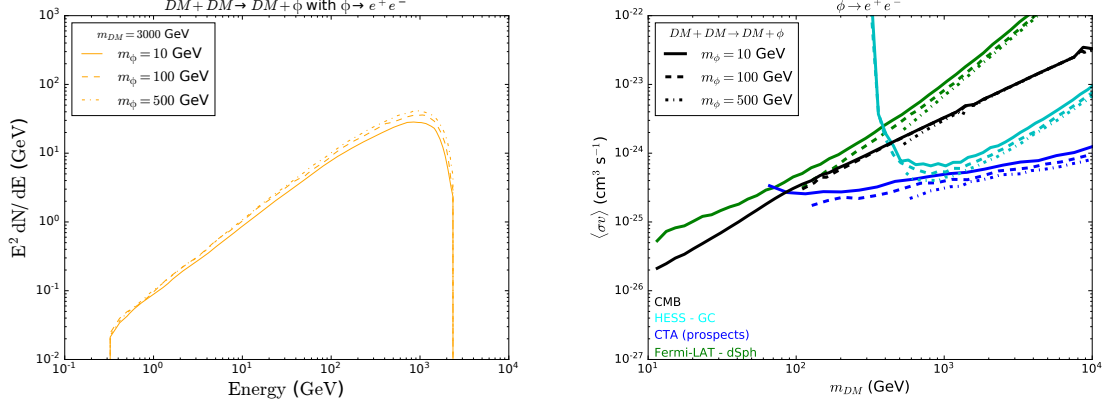 DM + DM → DM + ϕ with ϕ → e⁺e⁻
m_DM = 3000 GeV
m_ϕ = 10 GeV
m_ϕ = 100 GeV
m_ϕ = 500 GeV
10³
10²
10¹
10⁰
10⁻¹
10⁻²
E² dN/ dE (GeV)
10⁻¹ 10⁰ 10¹ 10² 10³ 10⁴
Energy (GeV)
ϕ → e⁺e⁻
DM + DM → DM + ϕ
m_ϕ = 10 GeV
m_ϕ = 100 GeV
m_ϕ = 500 GeV
10⁻²²
10⁻²³
10⁻²⁴
10⁻²⁵
10⁻²⁶
10⁻²⁷
⟨σv⟩ (cm³ s⁻¹)
CMB
HESS - GC
CTA (prospects)
Fermi-LAT - dSph
10¹ 10² 10³ 10⁴
m_DM (GeV)